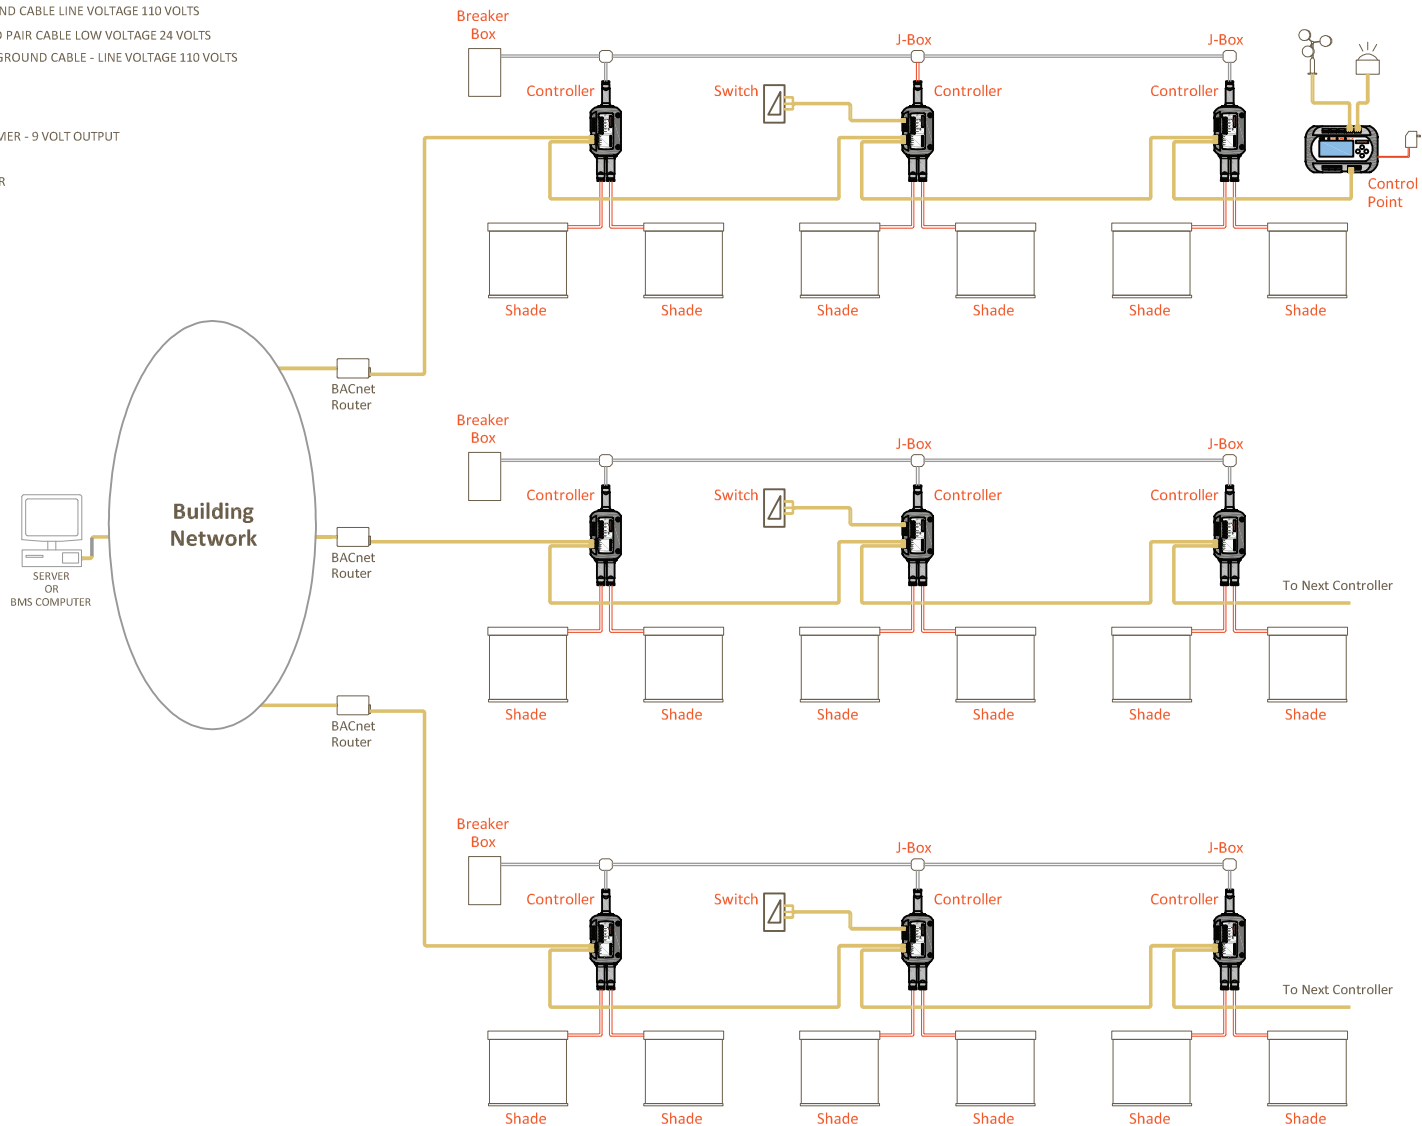 ND CABLE LINE VOLTAGE 110 VOLTS
PAIR CABLE LOW VOLTAGE 24 VOLTS
GROUND CABLE - LINE VOLTAGE 110 VOLTS
MER - 9 VOLT OUTPUT
R
Breaker
Box
J-Box
J-Box
Controller
Switch
Controller
Controller
Control
Point
Shade
Shade
Shade
Shade
Shade
Shade
BACnet
Router
Breaker
Box
J-Box
J-Box
Controller
Switch
Controller
Controller
Building
Network
BACnet
Router
SERVER
OR
BMS COMPUTER
To Next Controller
Shade
Shade
Shade
Shade
Shade
Shade
BACnet
Router
Breaker
Box
J-Box
J-Box
Controller
Switch
Controller
Controller
To Next Controller
Shade
Shade
Shade
Shade
Shade
Shade